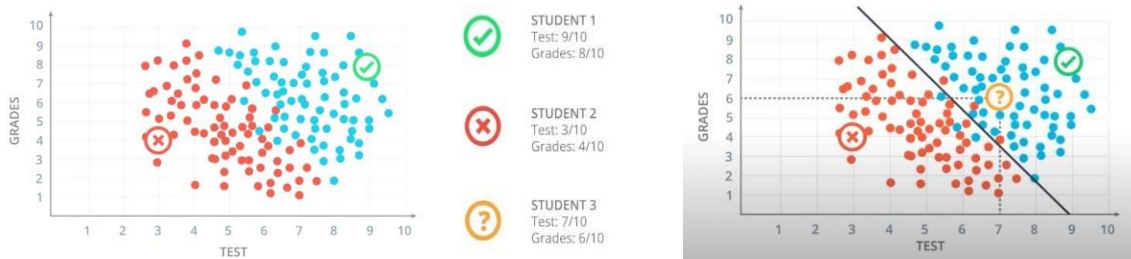 10
9
8
7
6
5
4
3
2
1
GRADES
1 2 3 4 5 6 7 8 9 10
TEST
STUDENT 1
Test: 9/10
Grades: 8/10
STUDENT 2
Test: 3/10
Grades: 4/10
?
STUDENT 3
Test: 7/10
Grades: 6/10
10
9
8
7
6
5
4
3
2
1
GRADES
?
1 2 3 4 5 6 7 8 9 10
TEST